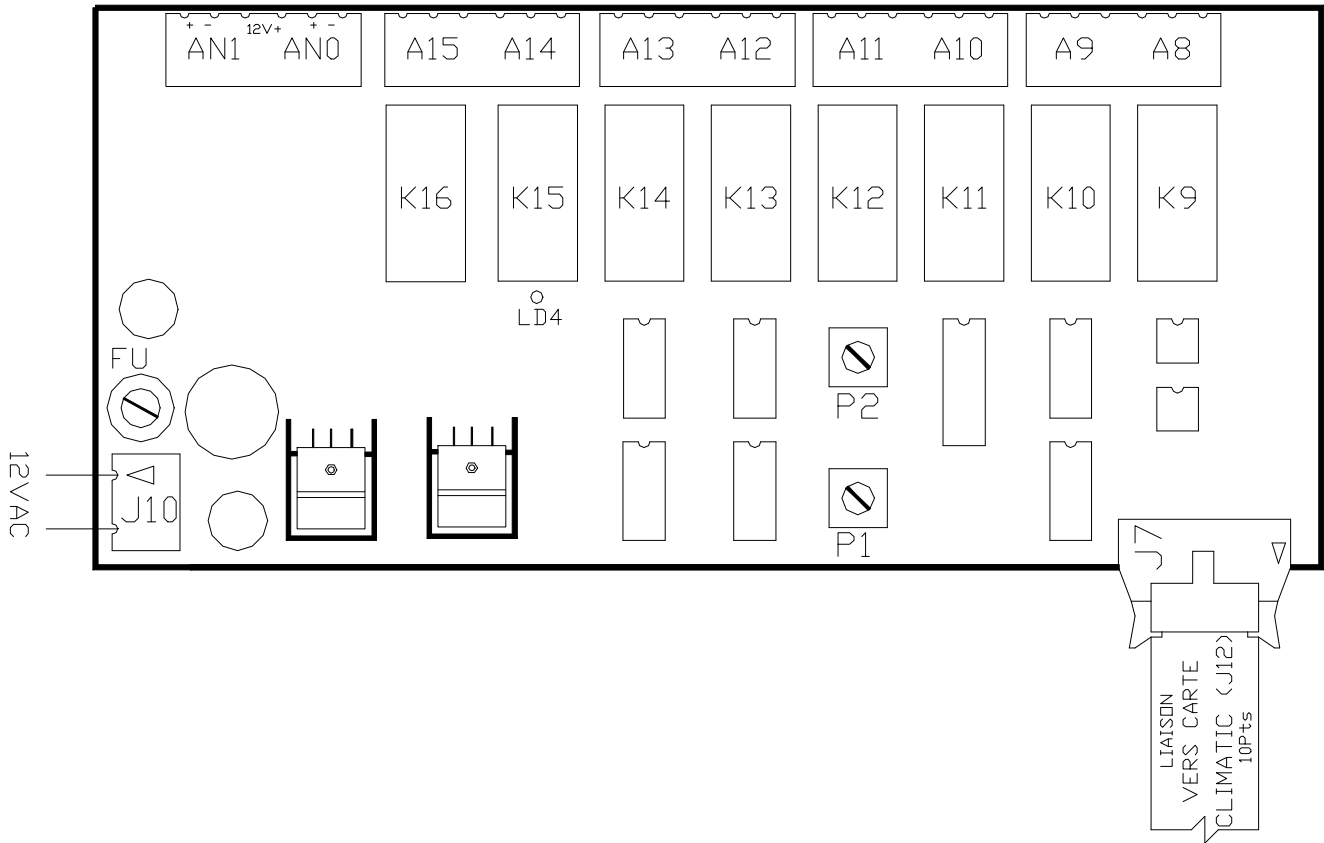 + - 12V+ + -
AN1 AN0 A15 A14 A13 A12 A11 A10 A9 A8
K16 K15 K14 K13 K12 K11 K10 K9
LD4
FU
P2
12VAC
J10
P1
J7
LIAISON
VERS CARTE
CLIMATIC (J12)
10Pts